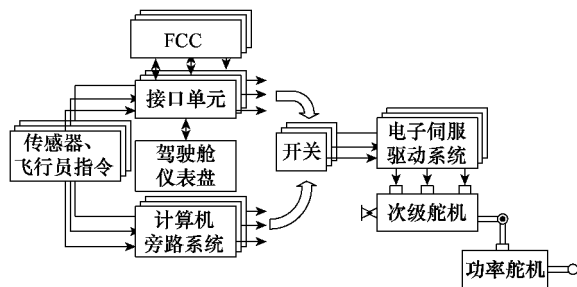 FCC
接口单元
传感器、
飞行员指令
驾驶舱
仪表盘
开关
电子伺服
驱动系统
计算机
旁路系统
次级舵机
功率舵机